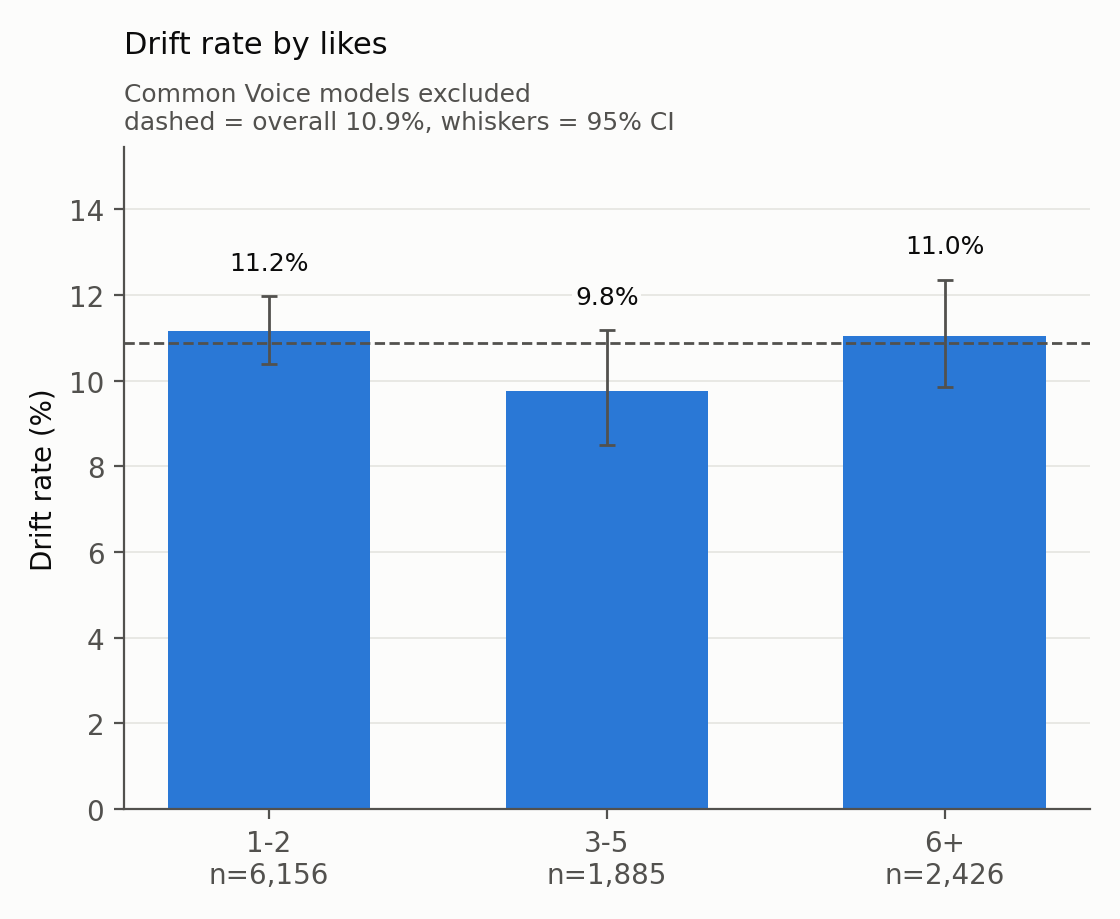 Drift rate by likes
Common Voice models excluded
dashed = overall 10.9%, whiskers = 95% CI
Drift rate (%)
14
12
10
8
6
4
2
0
11.2%
9.8%
11.0%
1-2
n=6,156
3-5
n=1,885
6+
n=2,426